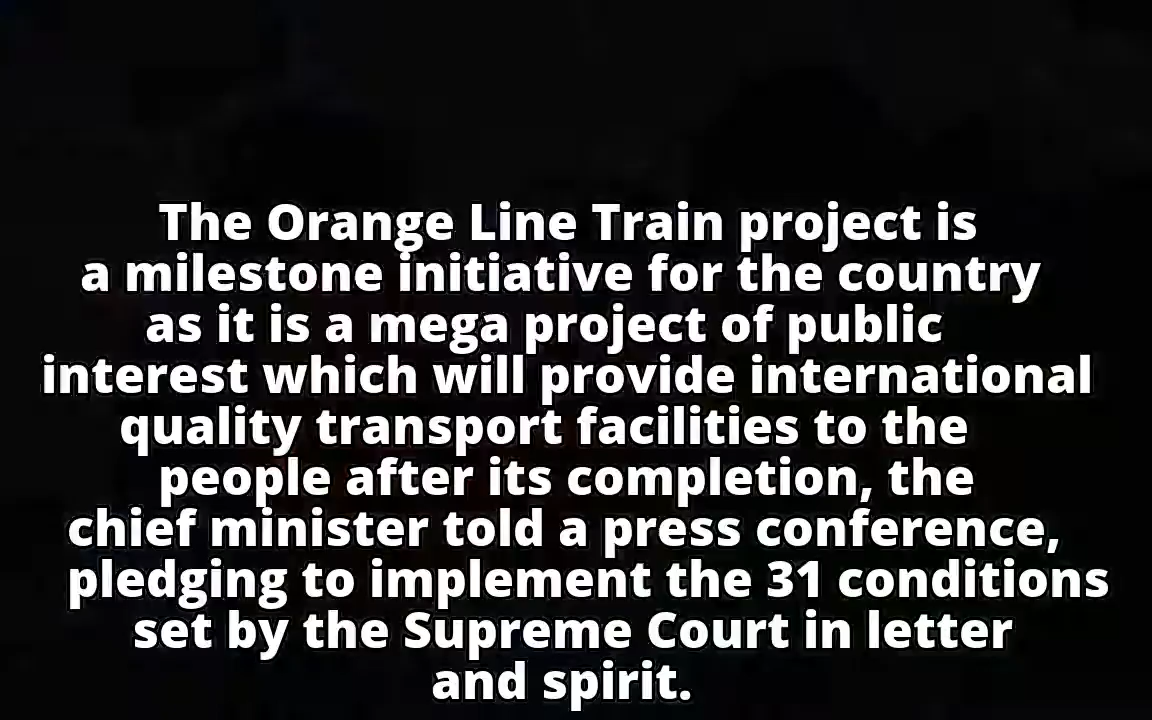 The Orange Line Train project is
a milestone initiative for the country
as it is a mega project of public
interest which will provide international
quality transport facilities to the
people after its completion, the
chief minister told a press conference,
pledging to implement the 31 conditions
set by the Supreme Court in letter
and spirit.